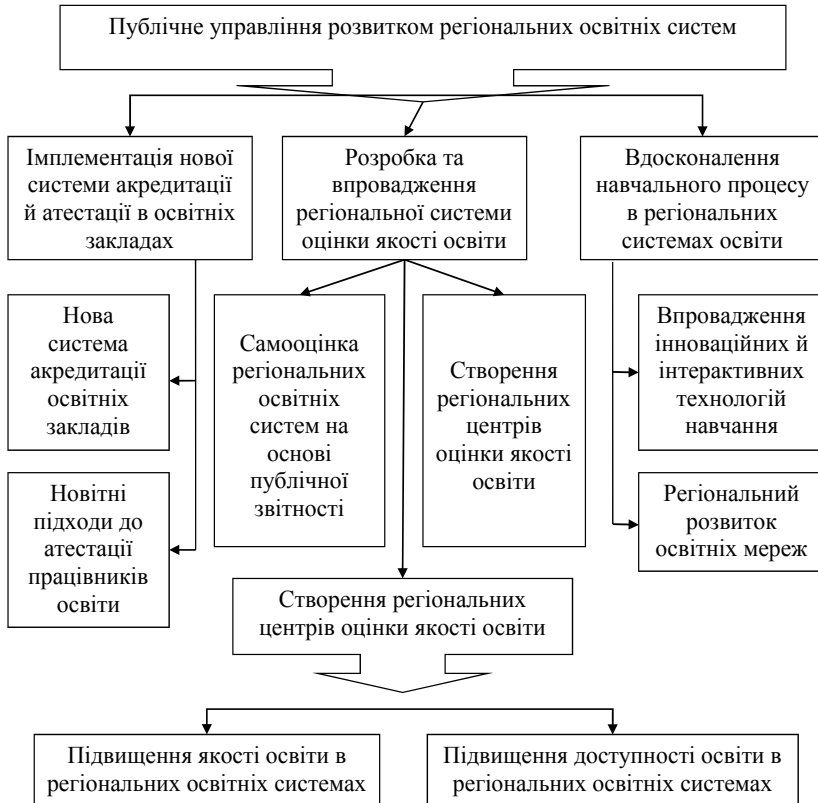 Публічне управління розвитком регіональних освітніх систем
Імплементація нової
системи акредитації
й атестації в освітніх
закладах
Розробка та
впровадження
регіональної системи
оцінки якості освіти
Вдосконалення
навчального процесу
в регіональних
системах освіти
Нова
система
акредитації
освітніх
закладів
Самооцінка
регіональних
освітніх
систем на
основі
публічної
звітності
Створення
регіональних
центрів
оцінки якості
освіти
Впровадження
інноваційних й
інтерактивних
технологій
навчання
Новітні
підходи до
атестації
працівників
освіти
Регіональний
розвиток
освітніх мереж
Створення регіональних
центрів оцінки якості освіти
Підвищення якості освіти в
регіональних освітніх системах
Підвищення доступності освіти в
регіональних освітніх системах